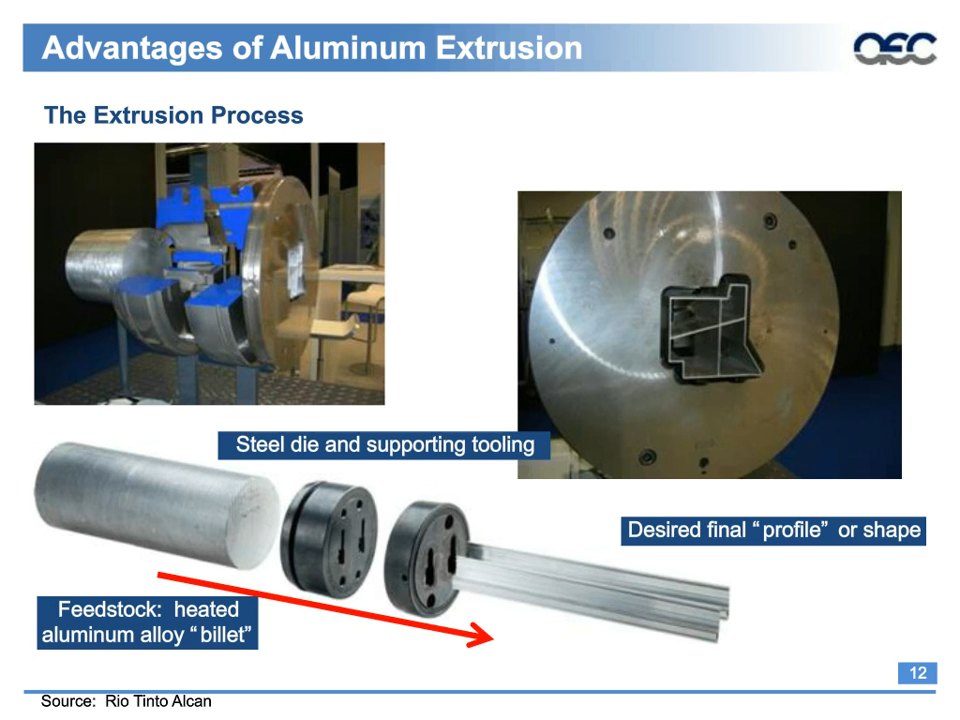 Advantages of Aluminum Extrusion
AEC
The Extrusion Process
Steel die and supporting tooling
Desired final “profile” or shape
Feedstock: heated
aluminum alloy “billet”
12
Source: Rio Tinto Alcan